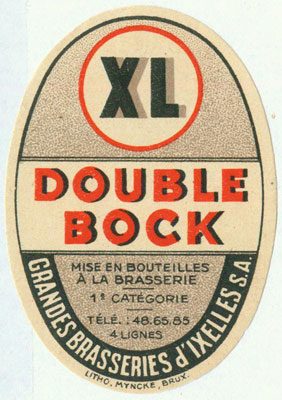 XL
DOUBLE
BOCK
MISE EN BOUTEILLES
À LA BRASSERIE
1e CATÉGORIE
TÉLÉ.: 48.65.85
4 LIGNES
GRANDES BRASSERIES d'IXELLES S.A.
LITHO. MYNCKE, BRUX.